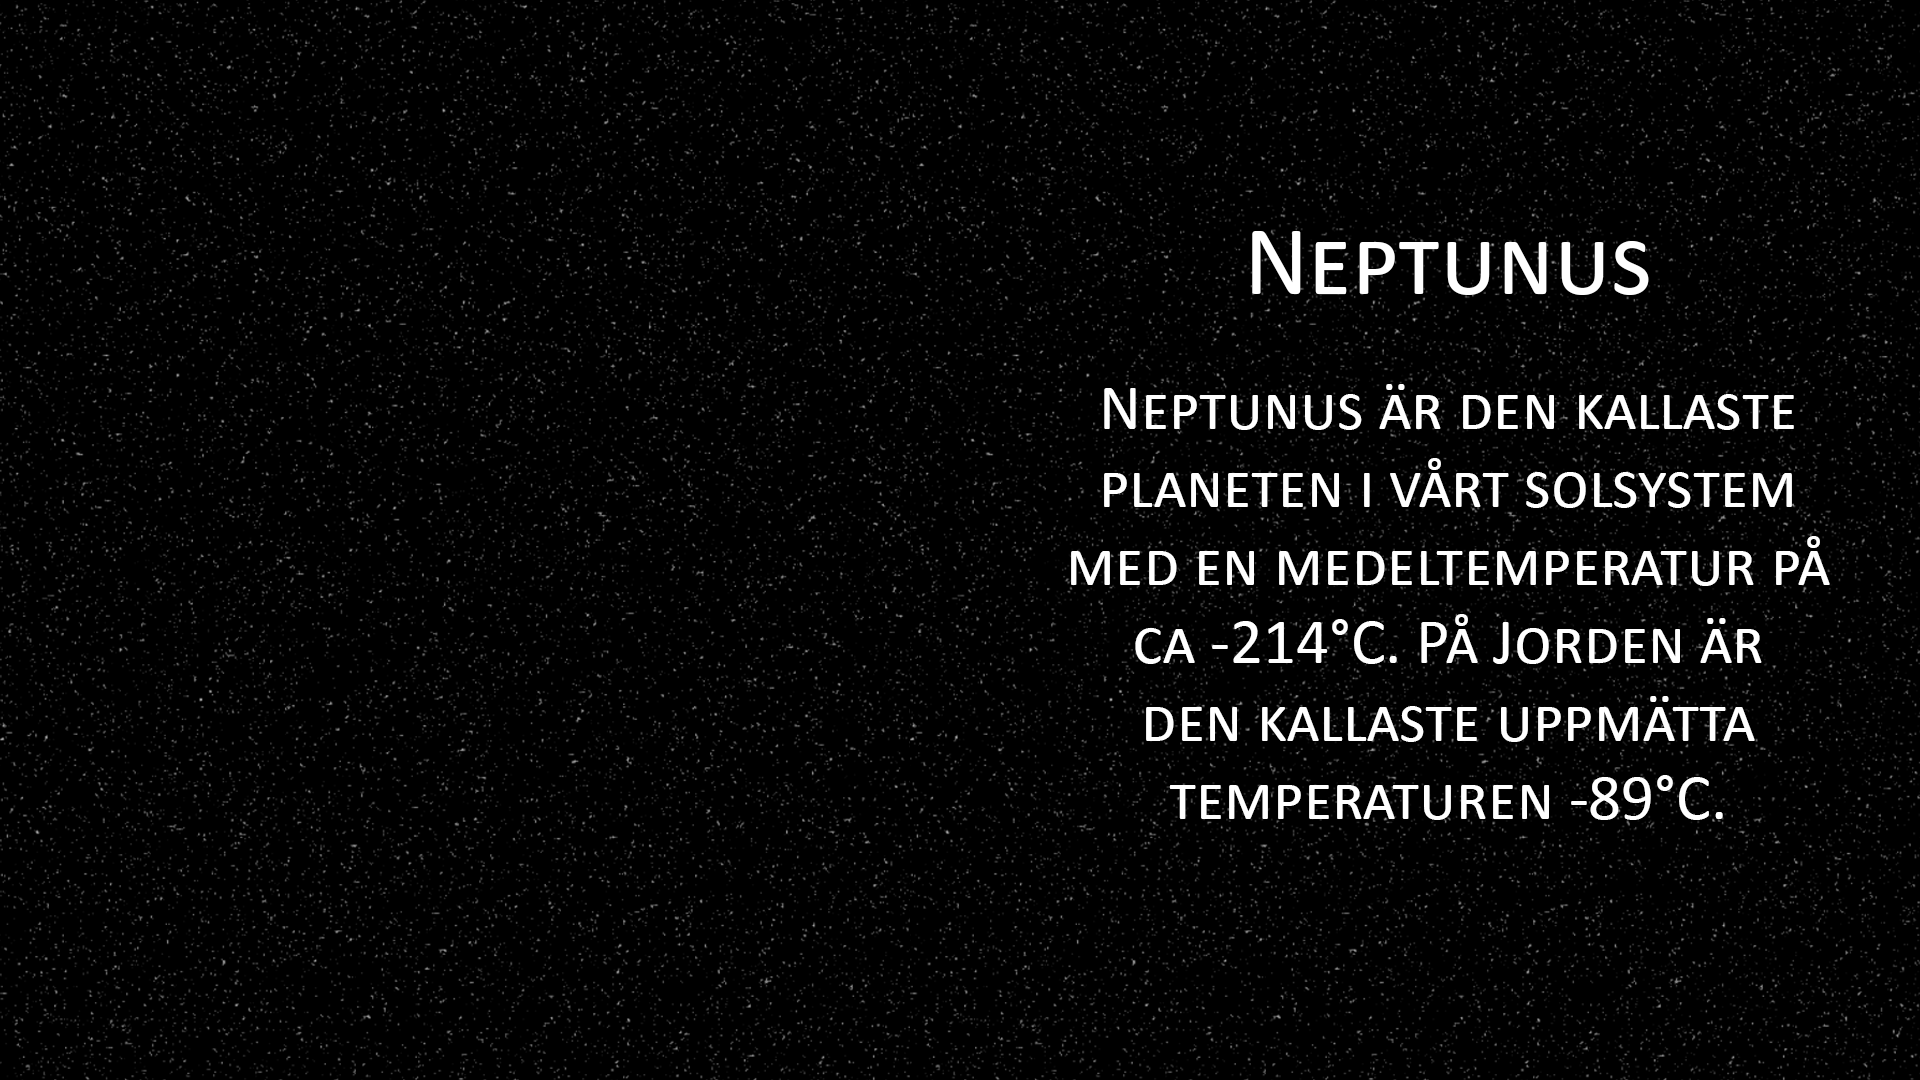 Neptunus
Neptunus är den kallaste
planeten i vårt solsystem
med en medeltemperatur på
ca -214°C. På Jorden är
den kallaste uppmätta
temperaturen -89°C.